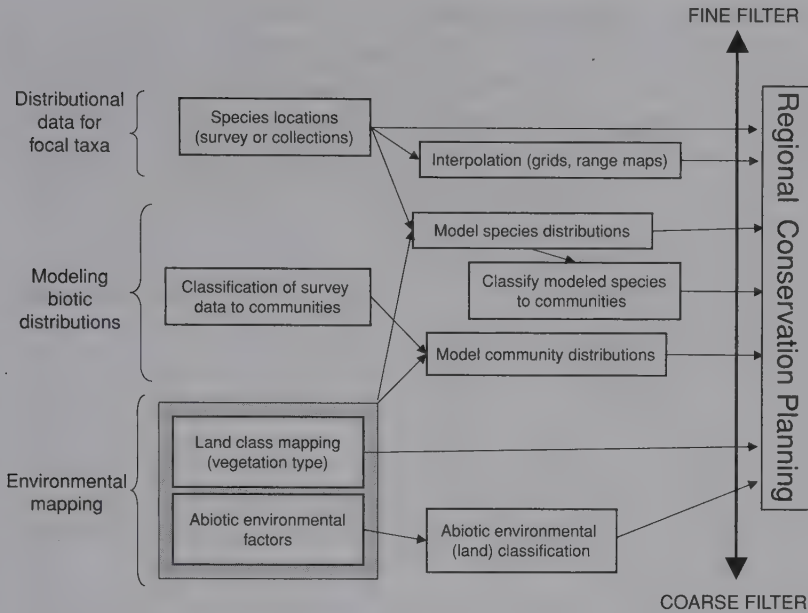 FINE FILTER
Distributional
data for
focal taxa
Species locations
(survey or collections)
Interpolation (grids, range maps)
Modeling
biotic
distributions
Model species distributions
Classification of survey
data to communities
Classify modeled species
to communities
Model community distributions
Environmental
mapping
Land class mapping
(vegetation type)
Abiotic environmental
factors
Abiotic environmental
(land) classification
Regional Conservation Planning
COARSE FILTER